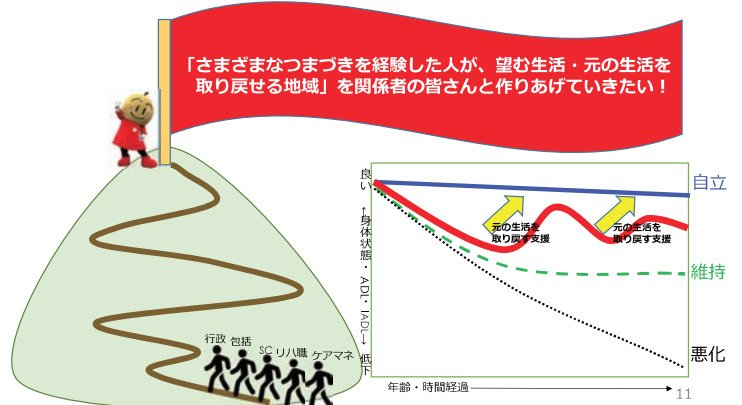 「さまざまなつまづきを経験した人が、望む生活・元の生活を
取り戻せる地域」を関係者の皆さんと作りあげていきたい！
行政 包括 SC リハ職 ケアマネ
良い ←身体状態・ADL・IADL→ 低下
自立
元の生活を
取り戻す支援
元の生活を
取り戻す支援
維持
悪化
年齢・時間経過
11